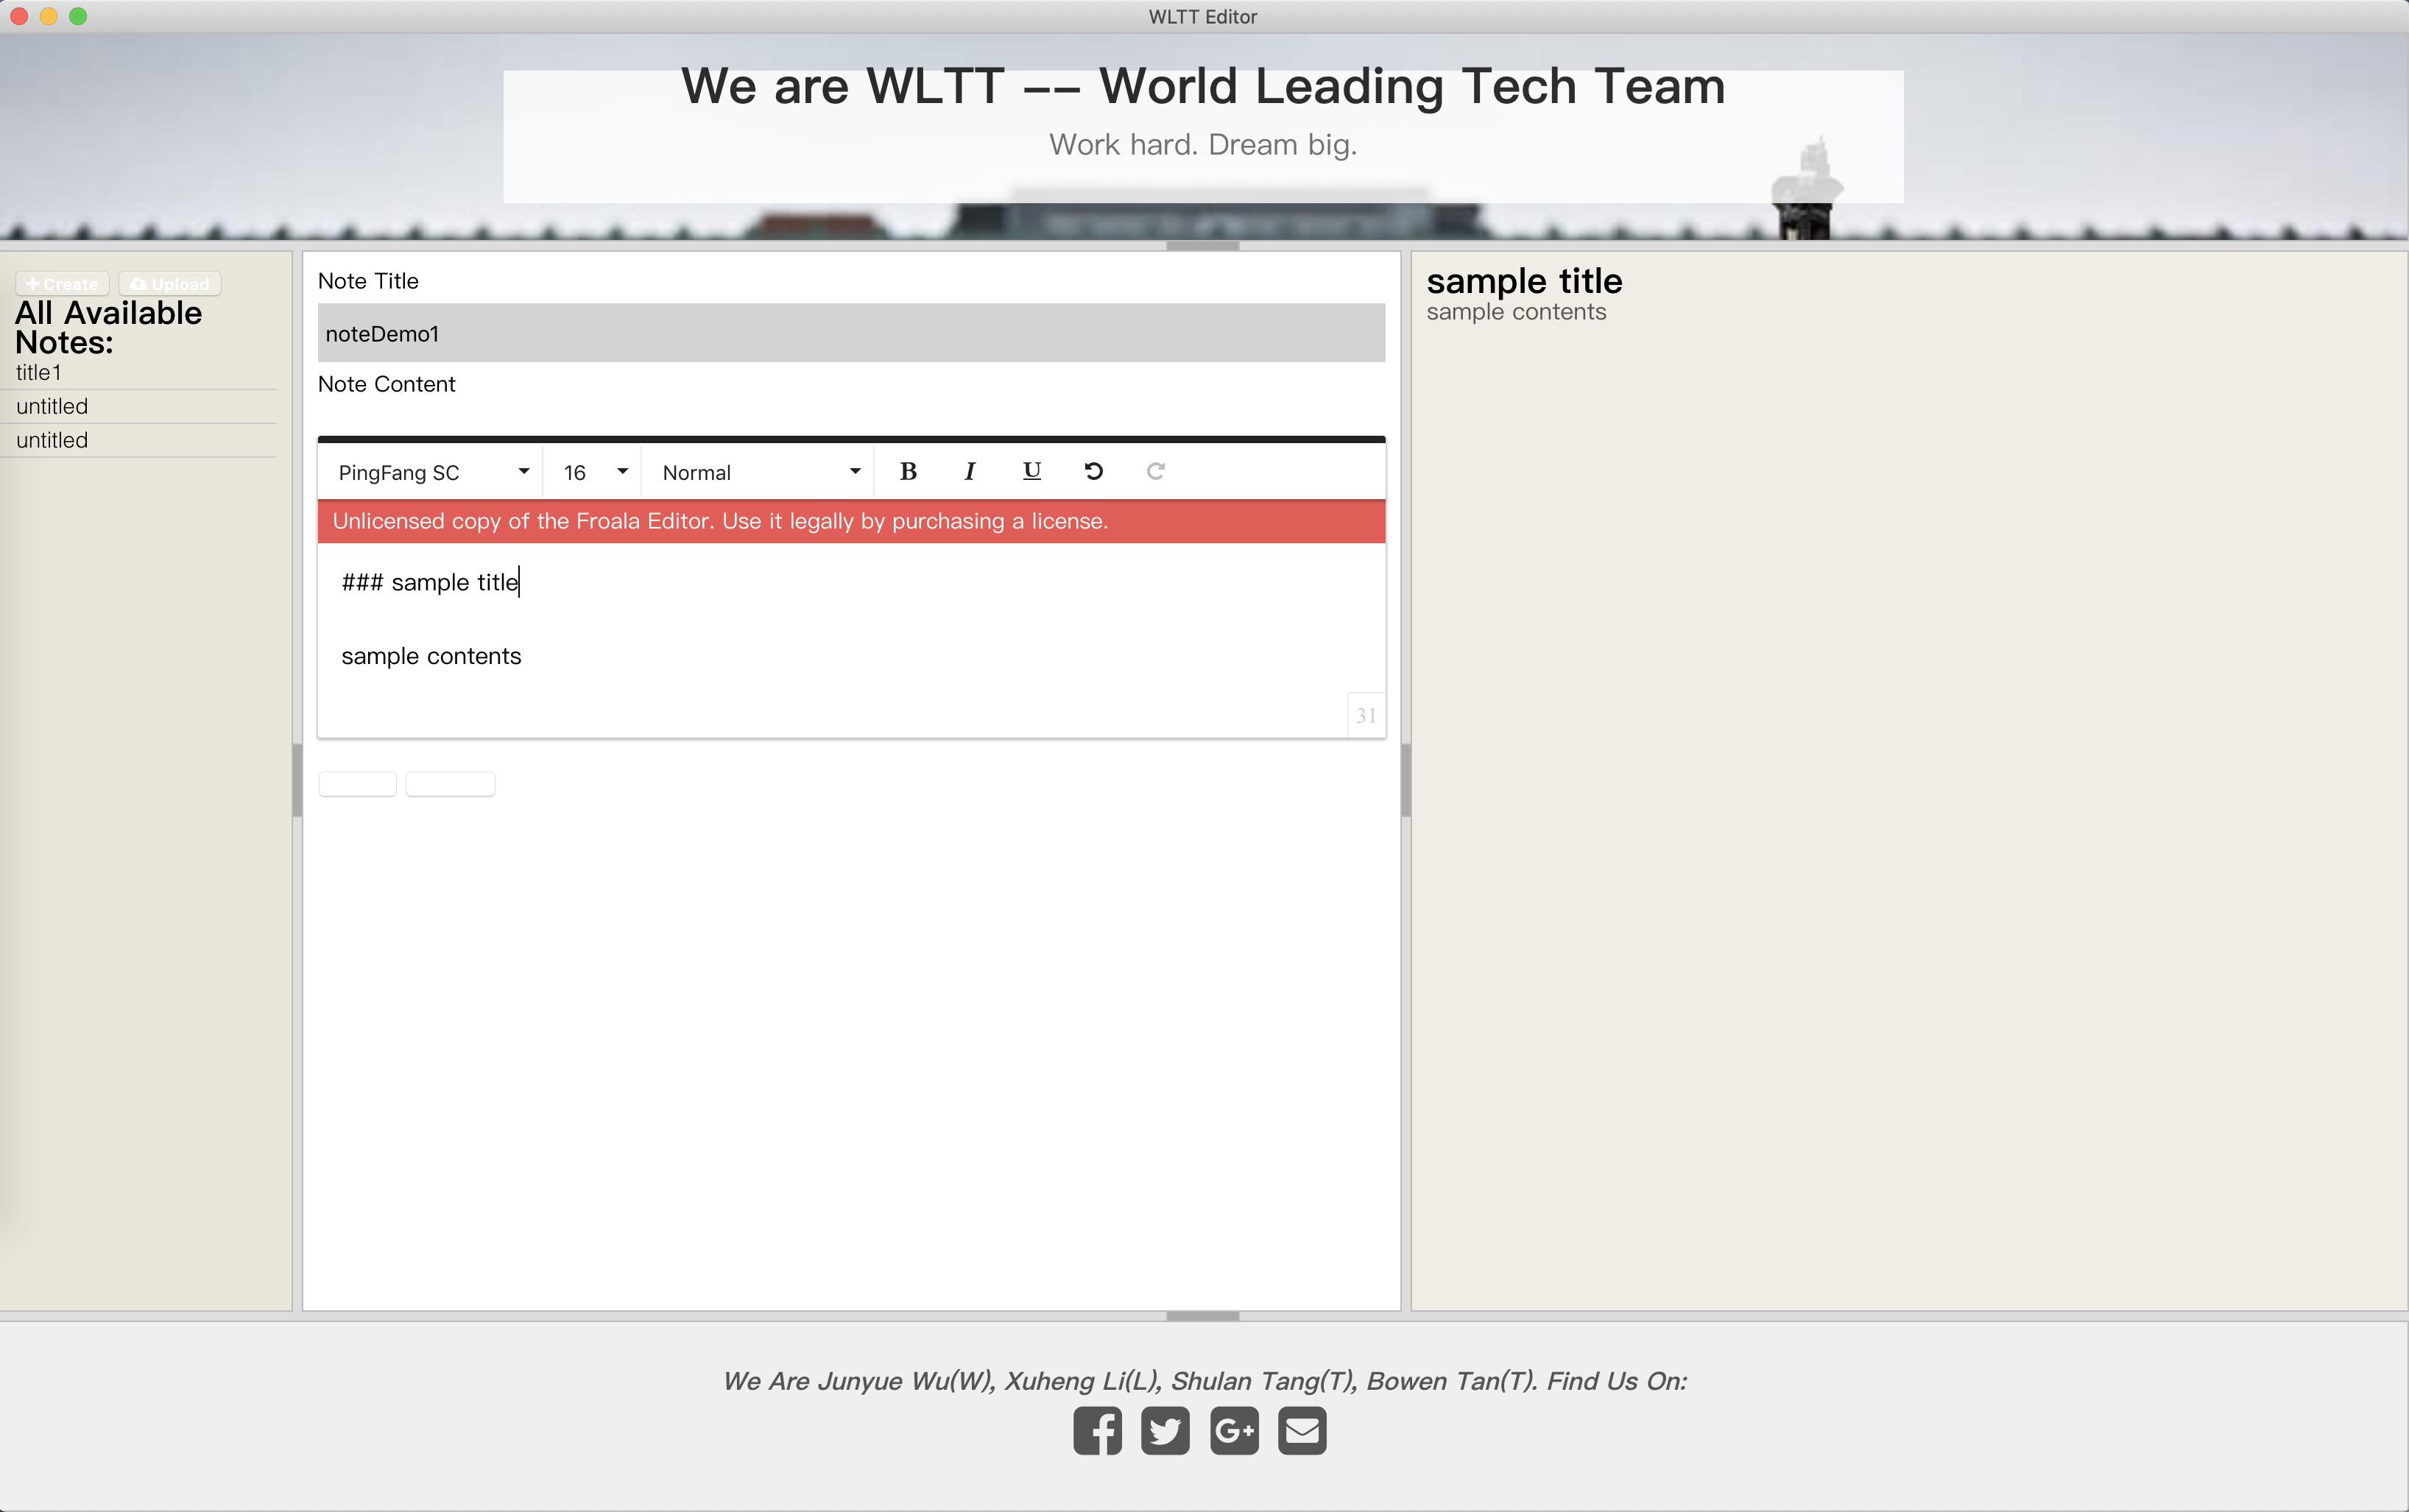 WLTT Editor
We are WLTT -- World Leading Tech Team
Work hard. Dream big.
Create Upload
All Available
Notes:
title1
untitled
untitled
Note Title
noteDemo1
Note Content
PingFang SC 16 Normal B I U
Unlicensed copy of the Froala Editor. Use it legally by purchasing a license.
### sample title
sample contents
31
sample title
sample contents
We Are Junyue Wu(W), Xuheng Li(L), Shulan Tang(T), Bowen Tan(T). Find Us On: